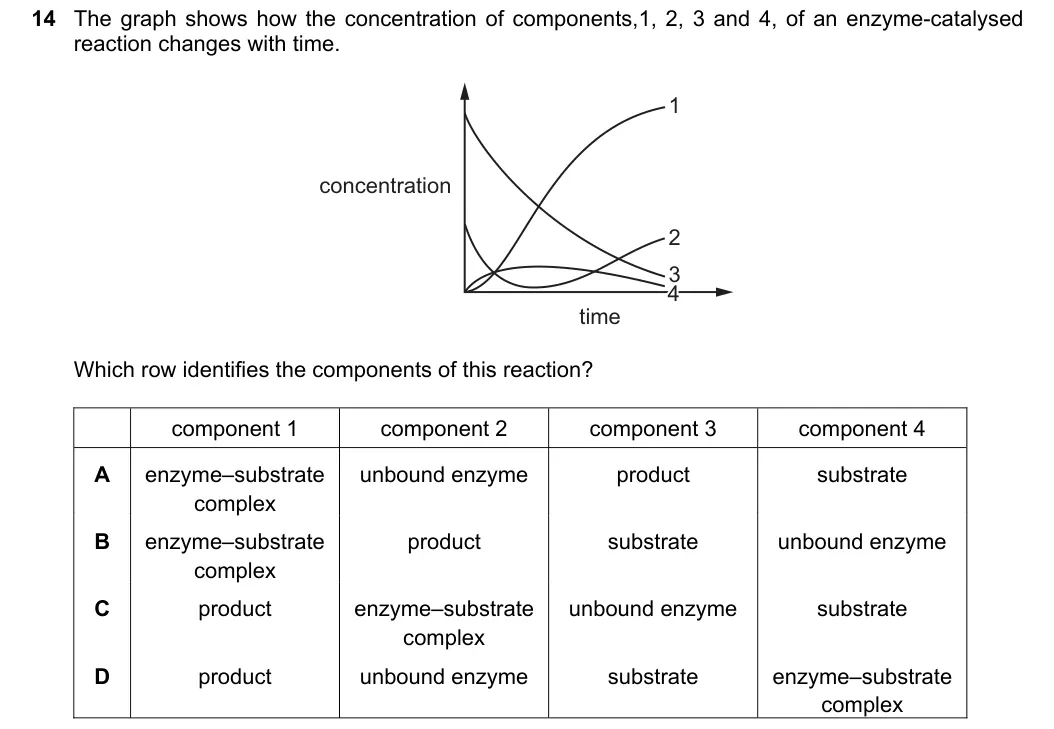 14 The graph shows how the concentration of components,1, 2, 3 and 4, of an enzyme-catalysed
reaction changes with time.
1
concentration
2
3
4
time
Which row identifies the components of this reaction?
component 1 component 2 component 3 component 4
A enzyme–substrate complex unbound enzyme product substrate
B enzyme–substrate complex product substrate unbound enzyme
C product enzyme–substrate complex unbound enzyme substrate
D product unbound enzyme substrate enzyme–substrate complex